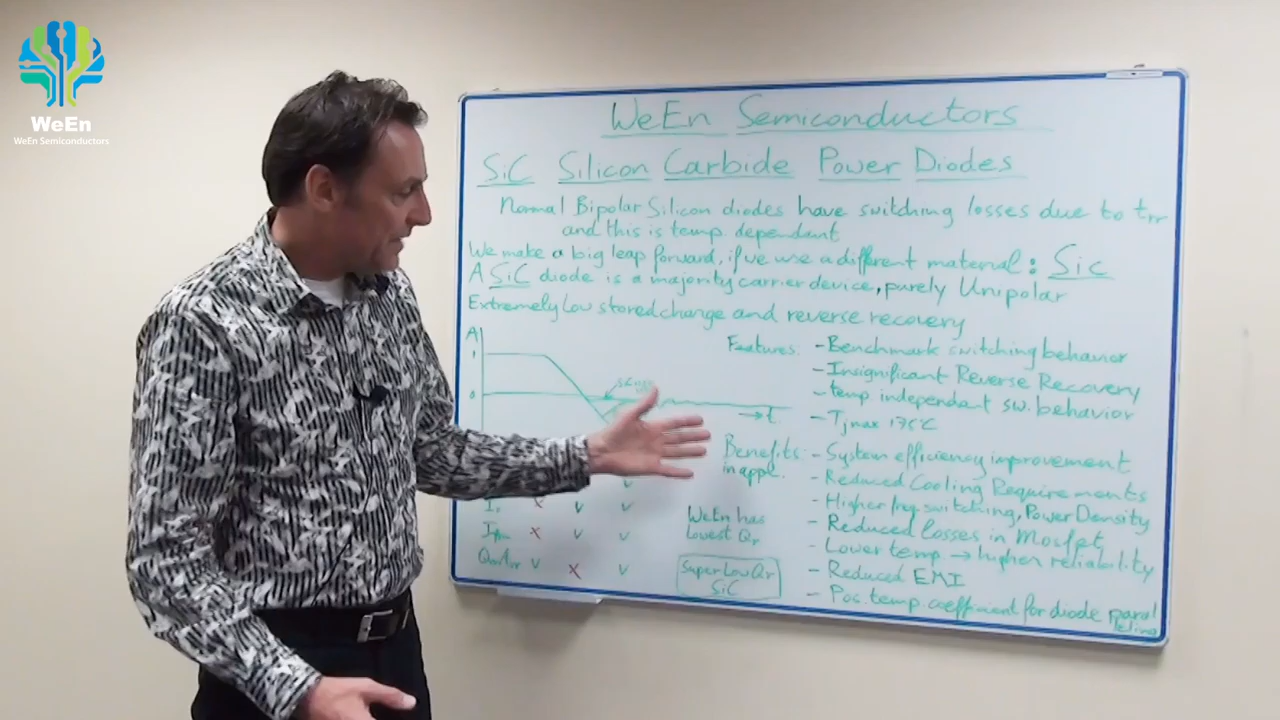 WeEn
WeEn Semiconductors
WeEn Semiconductors
SiC Silicon Carbide Power Diodes
Normal Bipolar Silicon diodes have switching losses due to trr
and this is temp. dependant
We make a big leap forward, if we use a different material: SiC
A SiC diode is a majority carrier device, purely Unipolar
Extremely low stored charge and reverse recovery
A
1
0
SiC
→ t
Features: - Benchmark switching behavior
- Insignificant Reverse Recovery
- temp independant sw. behavior
- Tjmax 175°C
Benefits in appl.: - System efficiency improvement
- Reduced Cooling Requirements
- Higher freq switching, Power Density
- Reduced losses in Mosfet
- Lower temp → higher reliability
- Reduced EMI
- Pos. temp coefficient for diode paralleling
v
x v v
x v v
v x v
WeEn has
lowest Qr
Super Low Qr
SiC